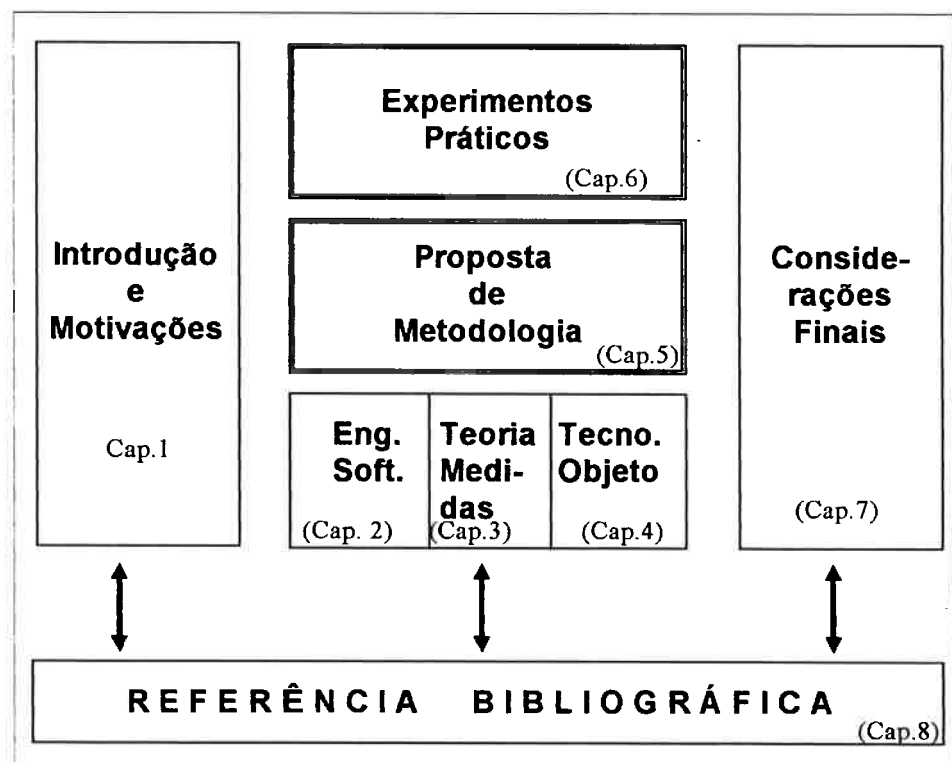 Introdução
e
Motivações
Cap.1
Experimentos
Práticos
(Cap.6)
Proposta
de
Metodologia
(Cap.5)
Eng.
Soft.
(Cap. 2)
Teoria
Medi-
das
(Cap.3)
Tecno.
Objeto
(Cap.4)
Conside-
rações
Finais
(Cap.7)
REFERÊNCIA BIBLIOGRÁFICA
(Cap.8)